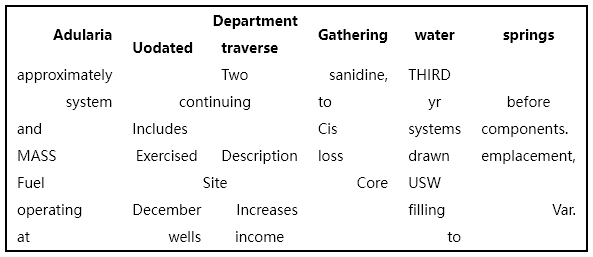 Adularia Uodated Department traverse Gathering water springs
approximately Two sanidine, THIRD
system continuing to yr before
and Includes Cis systems components.
MASS Exercised Description loss drawn emplacement,
Fuel Site Core USW
operating December Increases filling Var.
at wells income to